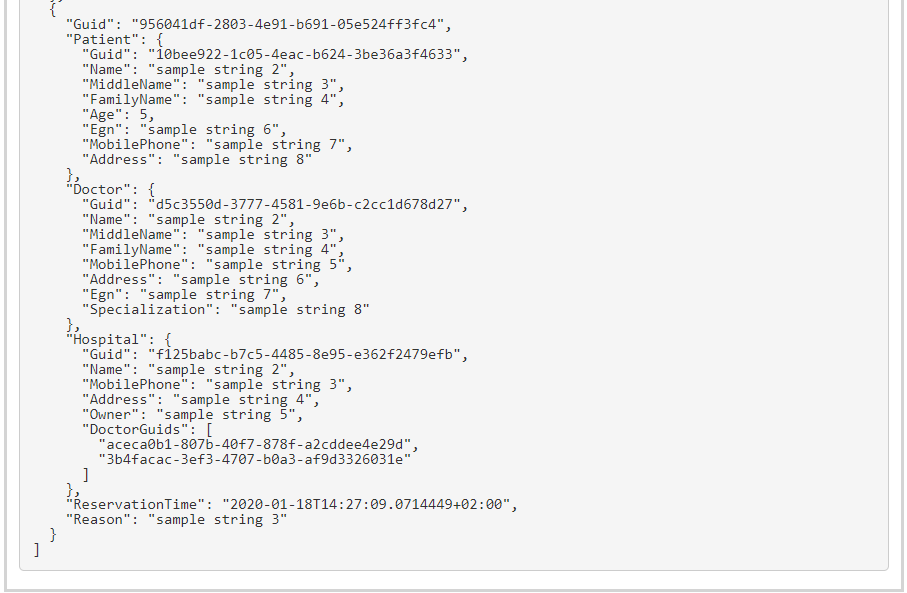 {
"Guid": "956041df-2803-4e91-b691-05e524ff3fc4",
"Patient": {
"Guid": "10bee922-1c05-4eac-b624-3be36a3f4633",
"Name": "sample string 2",
"MiddleName": "sample string 3",
"FamilyName": "sample string 4",
"Age": 5,
"Egn": "sample string 6",
"MobilePhone": "sample string 7",
"Address": "sample string 8"
},
"Doctor": {
"Guid": "d5c3550d-3777-4581-9e6b-c2cc1d678d27",
"Name": "sample string 2",
"MiddleName": "sample string 3",
"FamilyName": "sample string 4",
"MobilePhone": "sample string 5",
"Address": "sample string 6",
"Egn": "sample string 7",
"Specialization": "sample string 8"
},
"Hospital": {
"Guid": "f125babc-b7c5-4485-8e95-e362f2479efb",
"Name": "sample string 2",
"MobilePhone": "sample string 3",
"Address": "sample string 4",
"Owner": "sample string 5",
"DoctorGuids": [
"aceca0b1-807b-40f7-878f-a2cddee4e29d",
"3b4facac-3ef3-4707-b0a3-af9d3326031e"
]
},
"ReservationTime": "2020-01-18T14:27:09.0714449+02:00",
"Reason": "sample string 3"
}
]